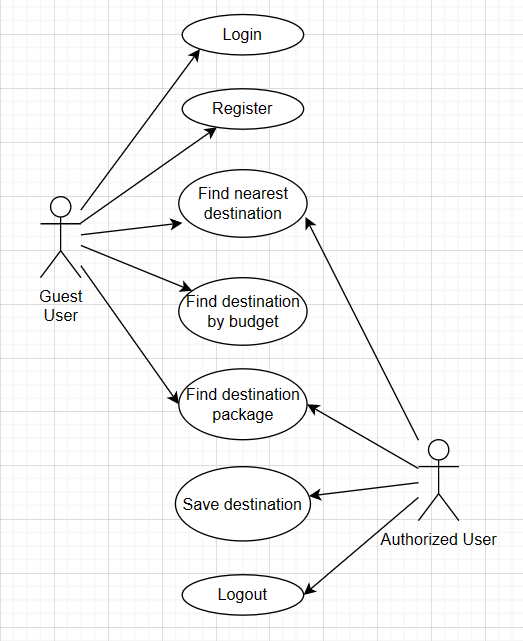 Login
Register
Find nearest
destination
Guest
User
Find destination
by budget
Find destination
package
Save destination
Authorized User
Logout